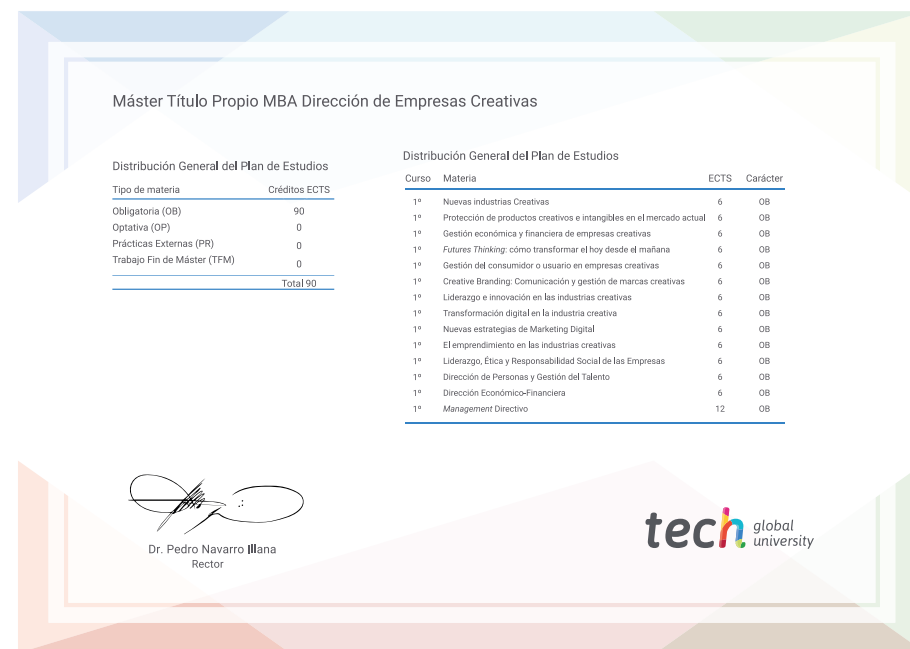 Máster Título Propio MBA Dirección de Empresas Creativas
Distribución General del Plan de Estudios
Tipo de materia Créditos ECTS
Obligatoria (OB) 90
Optativa (OP) 0
Prácticas Externas (PR) 0
Trabajo Fin de Máster (TFM) 0
Total 90
Distribución General del Plan de Estudios
Curso Materia ECTS Carácter
1º Nuevas industrias Creativas 6 OB
1º Protección de productos creativos e intangibles en el mercado actual 6 OB
1º Gestión económica y financiera de empresas creativas 6 OB
1º Futures Thinking: cómo transformar el hoy desde el mañana 6 OB
1º Gestión del consumidor o usuario en empresas creativas 6 OB
1º Creative Branding: Comunicación y gestión de marcas creativas 6 OB
1º Liderazgo e innovación en las industrias creativas 6 OB
1º Transformación digital en la industria creativa 6 OB
1º Nuevas estrategias de Marketing Digital 6 OB
1º El emprendimiento en las industrias creativas 6 OB
1º Liderazgo, Ética y Responsabilidad Social de las Empresas 6 OB
1º Dirección de Personas y Gestión del Talento 6 OB
1º Dirección Económico-Financiera 6 OB
1º Management Directivo 12 OB
Dr. Pedro Navarro Illana
Rector
tech global university